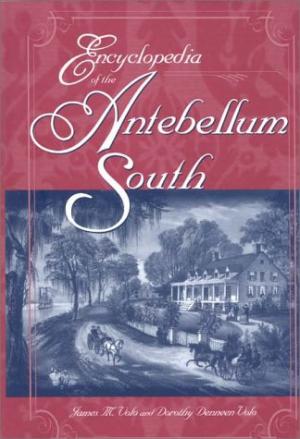 Encyclopedia
of the
Antebellum
South
James M. Volo and Dorothy Denneen Volo